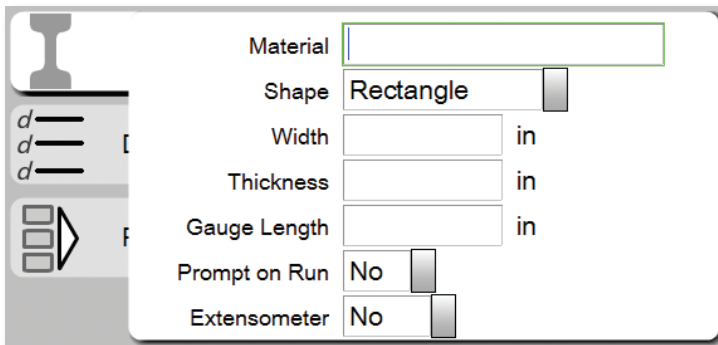 Material
Shape Rectangle
Width in
Thickness in
Gauge Length in
Prompt on Run No
Extensometer No
d
d
d